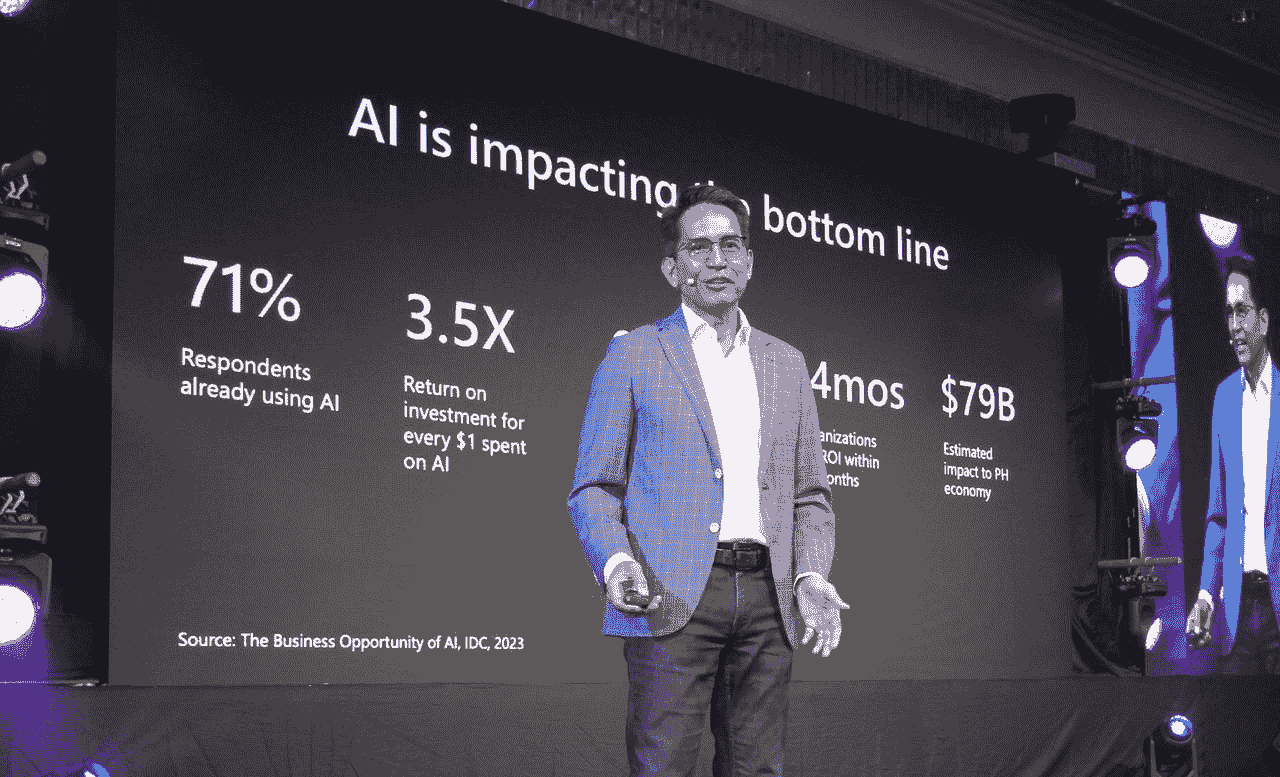 AI is impacting bottom line
71%
Respondents
already using AI
3.5X
Return on
investment for
every $1 spent
on AI
4mos
anizations
ROI within
onths
$79B
Estimated
impact to PH
economy
Source: The Business Opportunity of AI, IDC, 2023